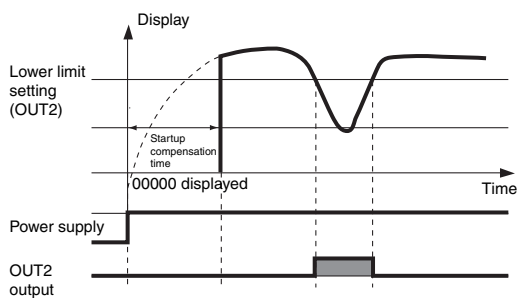 Display
Lower limit
setting
(OUT2)
Startup
compensation
time
00000 displayed
Time
Power supply
OUT2
output